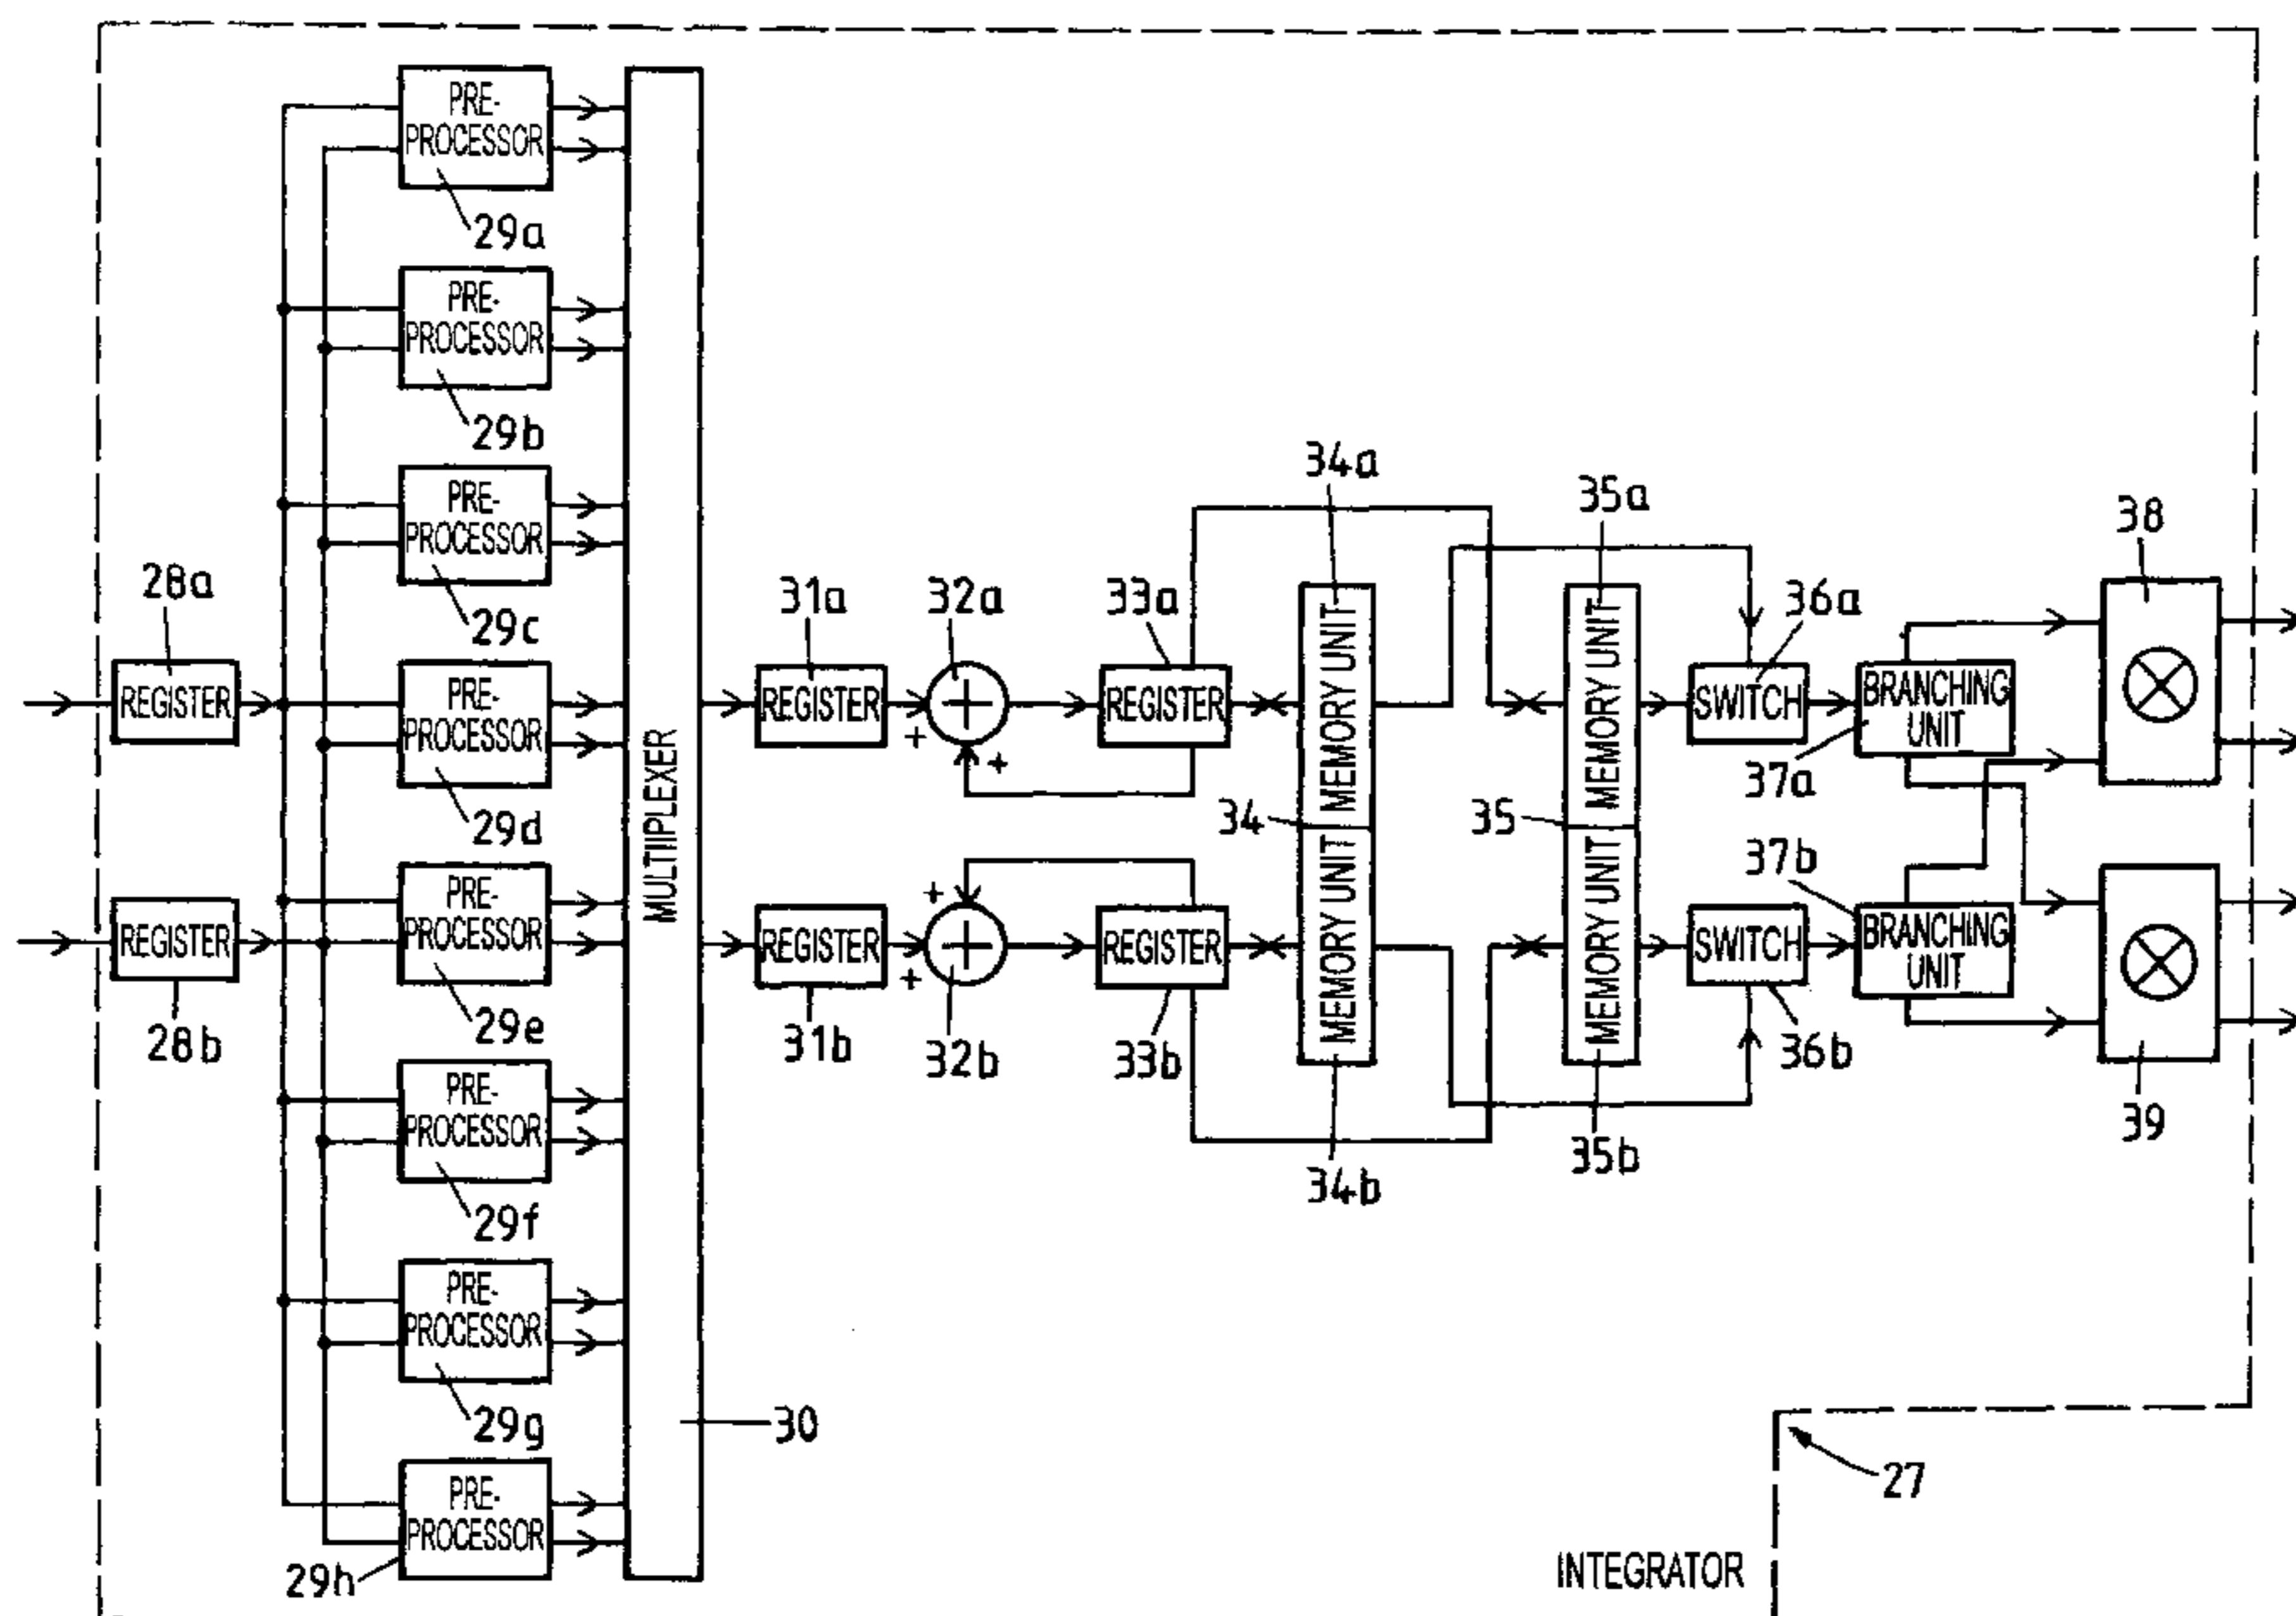 PRE-
PROCESSOR
29a
PRE-
PROCESSOR
29b
PRE-
PROCESSOR
29c
PRE-
PROCESSOR
29d
PRE-
PROCESSOR
29e
PRE-
PROCESSOR
29f
PRE-
PROCESSOR
29g
PRE-
PROCESSOR
29h
28a
REGISTER
REGISTER
28b
MULTIIPLEXER
30
31a
REGISTER
REGISTER
31b
32a
+
+
+
+
+
+
32b
33a
REGISTER
REGISTER
33b
34a
MEMORY UNIT
34
MEMORY UNIT
34b
35a
MEMORY UNIT
35
MEMORY UNIT
35b
36a
SWITCH
SWITCH
36b
BRANCHING
UNIT
37a
37b
BRANCHING
UNIT
38
39
27
INTEGRATOR